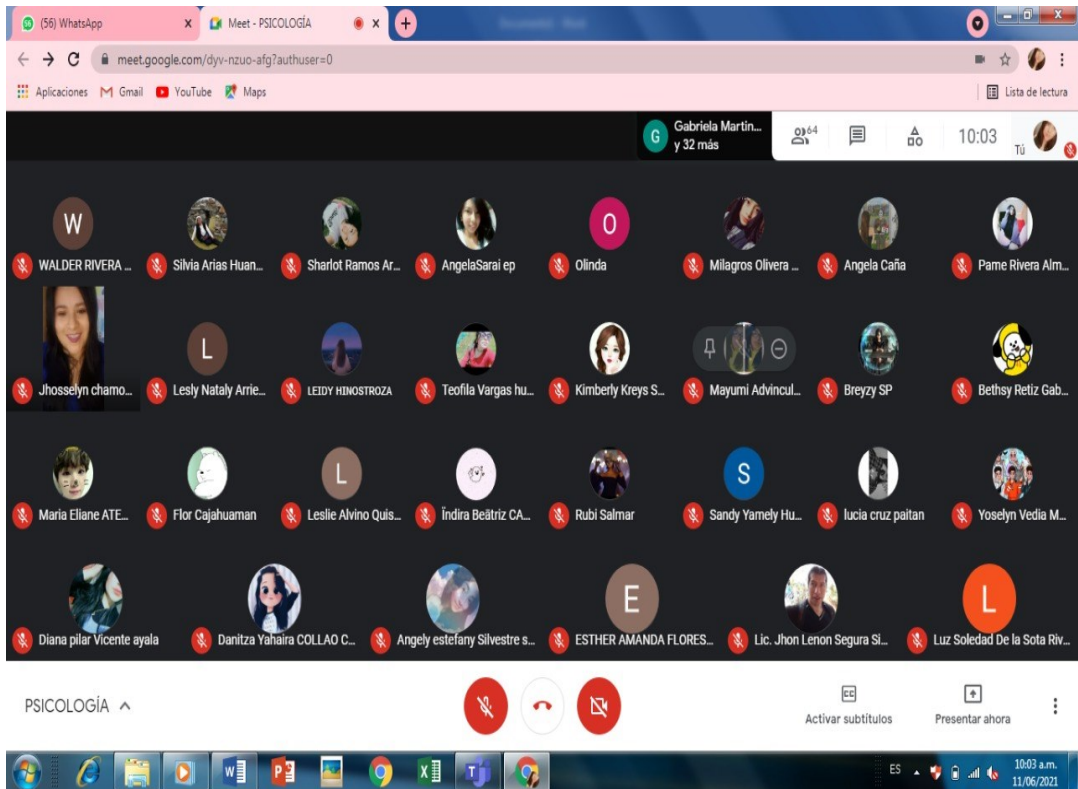 (56) WhatsApp
Meet - PSICOLOGÍA
meet.google.com/dyv-nzuo-afg?authuser=0
Aplicaciones Gmail YouTube Maps Lista de lectura
G Gabriela Martin...
y 32 más
64
10:03
Tú
W O
WALDER RIVERA ... Silvia Arias Huan... Sharlot Ramos Ar... AngelaSarai ep Olinda Milagros Olivera ... Angela Caña Pame Rivera Alm...
L
Jhosselyn chamo... Lesly Nataly Arrie... LEIDY HINOSTROZA Teofila Vargas hu... Kimberly Kreys S... Mayumi Advincul... Breyzy SP Bethsy Retiz Gab...
L S
Maria Eliane ATE... Flor Cajahuaman Leslie Alvino Quis... Ïndira Beätriz CA... Rubi Salmar Sandy Yamely Hu... lucia cruz paitan Yoselyn Vedia M...
E L
Diana pilar Vicente ayala Danitza Yahaira COLLAO C... Angely estefany Silvestre s... ESTHER AMANDA FLORES... Lic. Jhon Lenon Segura Si... Luz Soledad De la Sota Riv...
PSICOLOGÍA
CC
Activar subtítulos Presentar ahora
ES
10:03 a.m.
11/06/2021